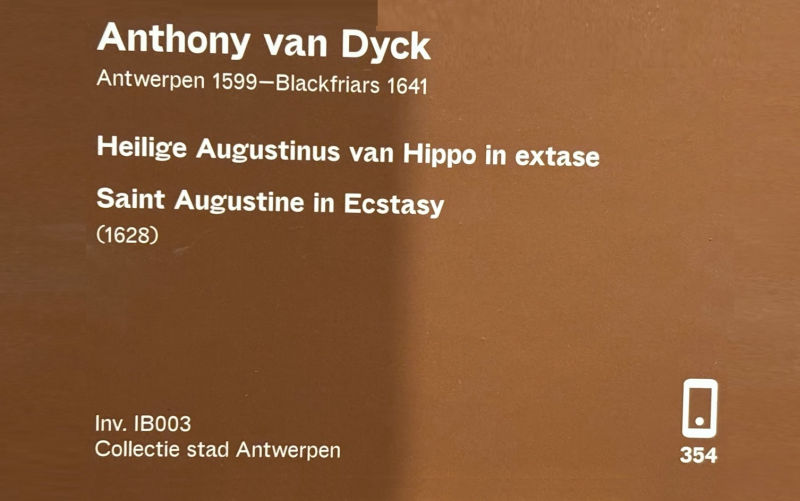 Anthony van Dyck
Antwerpen 1599—Blackfriars 1641
Heilige Augustinus van Hippo in extase
Saint Augustine in Ecstasy
(1628)
Inv. IB003
Collectie stad Antwerpen
354